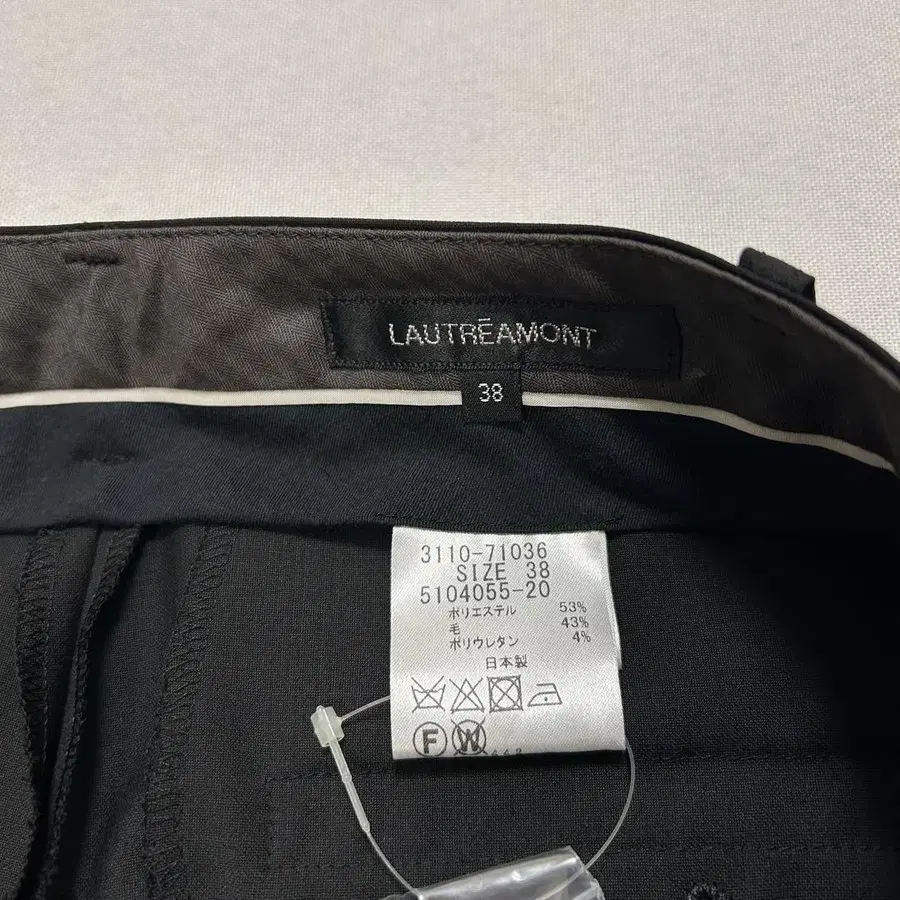 LAUTRĒAMONT
38
3110-71036
SIZE 38
5104055-20
ポリエステル 53%
毛 43%
ポリウレタン 4%
日本製
F W